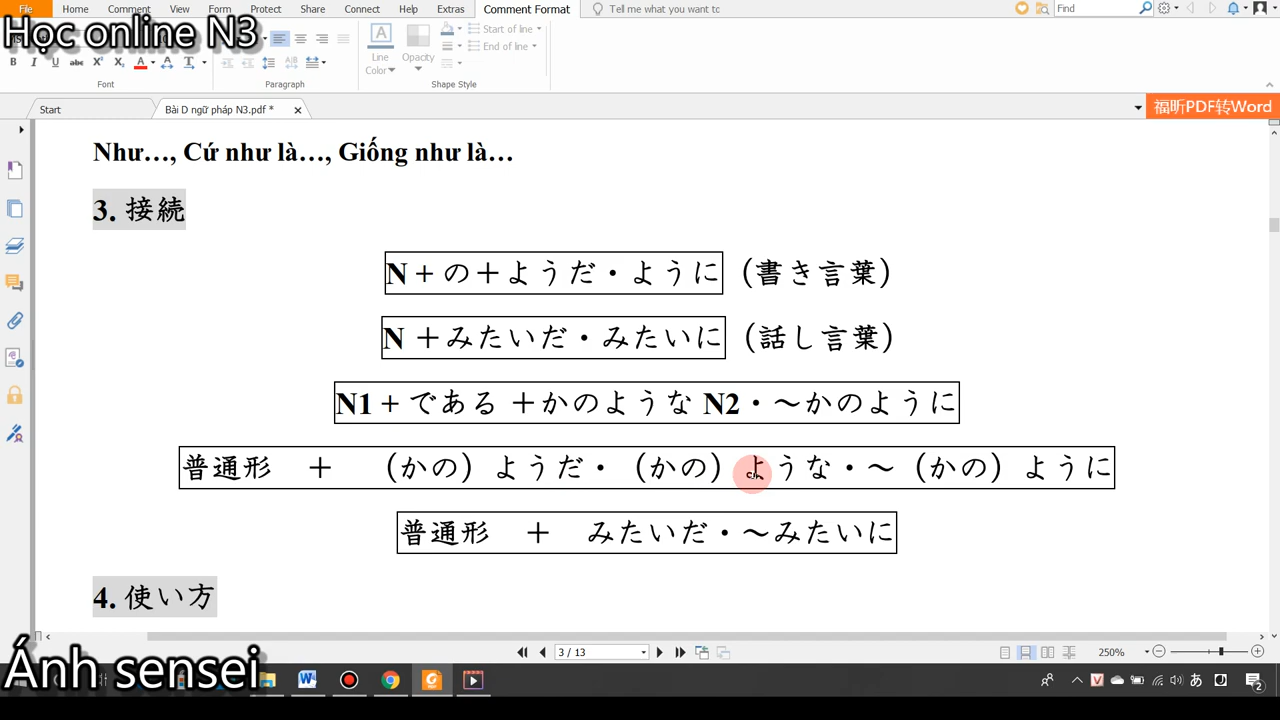 File Home Comment View Form Protect Share Connect Help Extras Comment Format Tell me what you want tc Find
Học online N3
Line Color Opacity Start of line End of line
Font Paragraph Shape Style
Start Bài D ngữ pháp N3.pdf * 福昕PDF转Word
Như…, Cứ như là…, Giống như là…
3. 接続
N+の+ようだ・ように（書き言葉）
N +みたいだ・みたいに（話し言葉）
N1+である +かのような N2・～かのように
普通形 + （かの）ようだ・（かの）ような・～（かの）ように
普通形 + みたいだ・～みたいに
4. 使い方
3 / 13 250%
Ánh sensei
あ 2